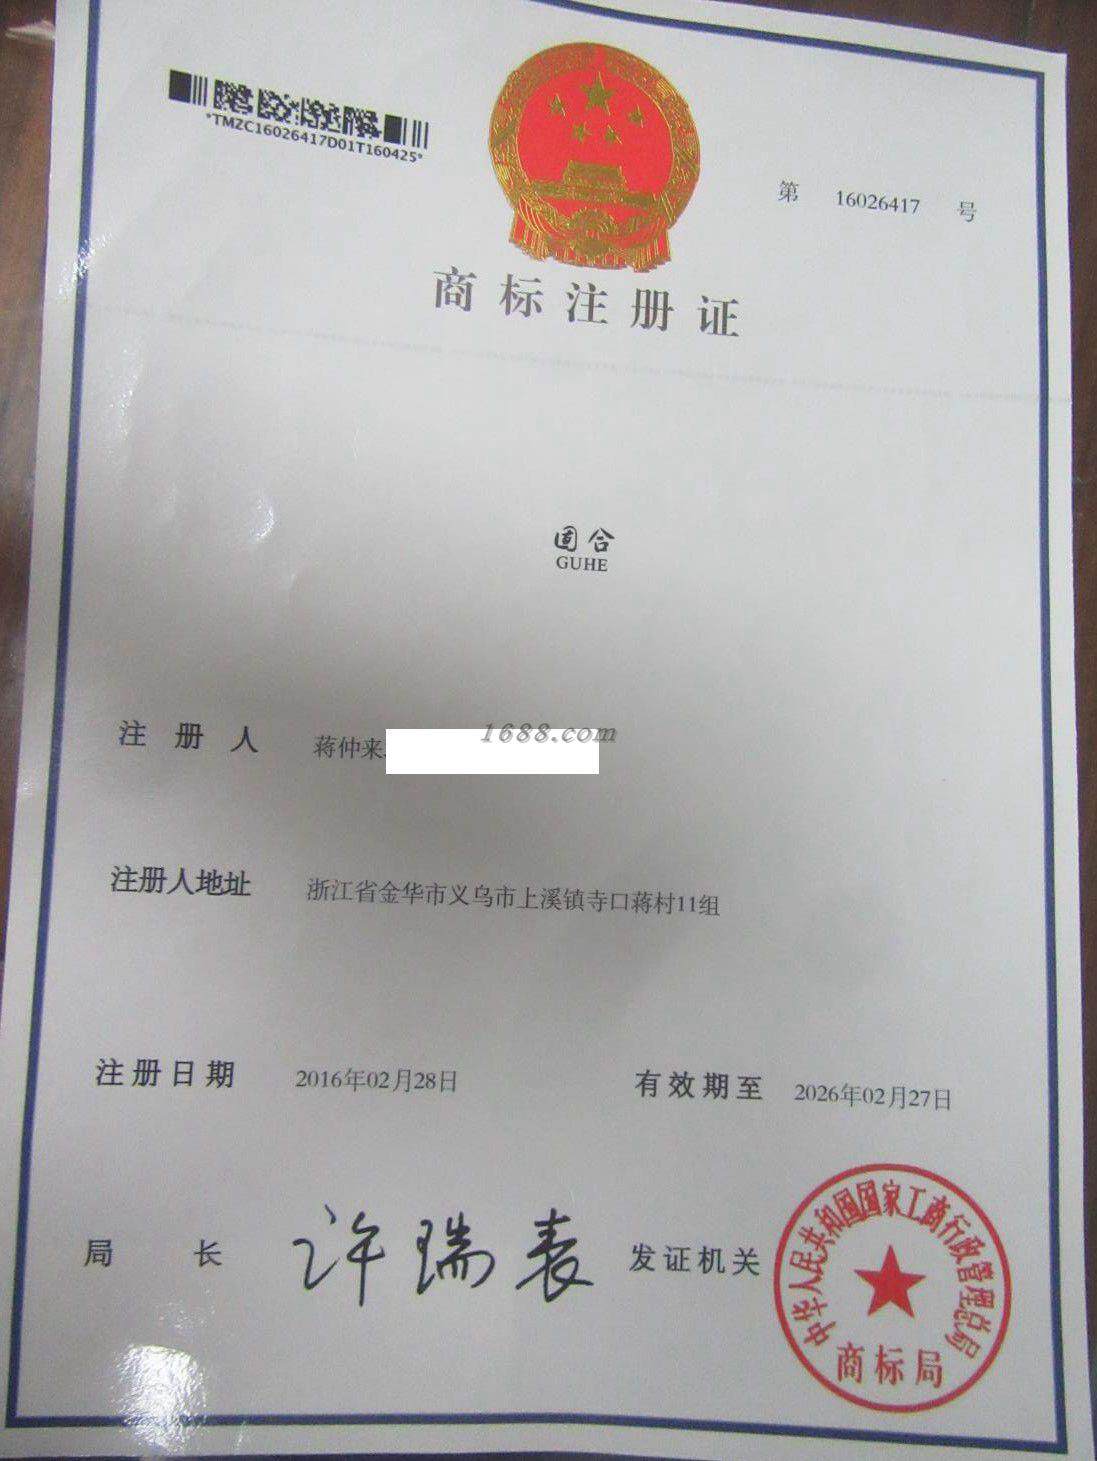 *TMZC16026417D01T160425*
第 16026417 号
商标注册证
固合
GUHE
1688.com
注册人 蒋仲来
注册人地址 浙江省金华市义乌市上溪镇寺口蒋村11组
注册日期 2016年02月28日 有效期至 2026年02月27日
局长 许瑞表 发证机关
中华人民共和国国家工商行政管理总局
商标局